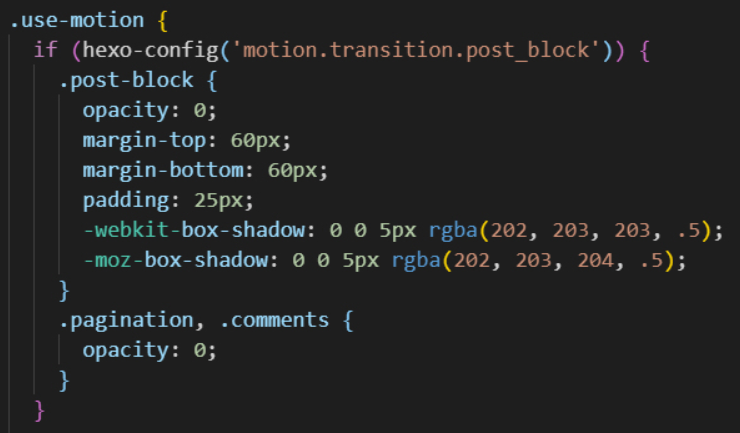 .use-motion {
  if (hexo-config('motion.transition.post_block')) {
    .post-block {
      opacity: 0;
      margin-top: 60px;
      margin-bottom: 60px;
      padding: 25px;
      -webkit-box-shadow: 0 0 5px rgba(202, 203, 203, .5);
      -moz-box-shadow: 0 0 5px rgba(202, 203, 204, .5);
    }
    .pagination, .comments {
      opacity: 0;
    }
  }